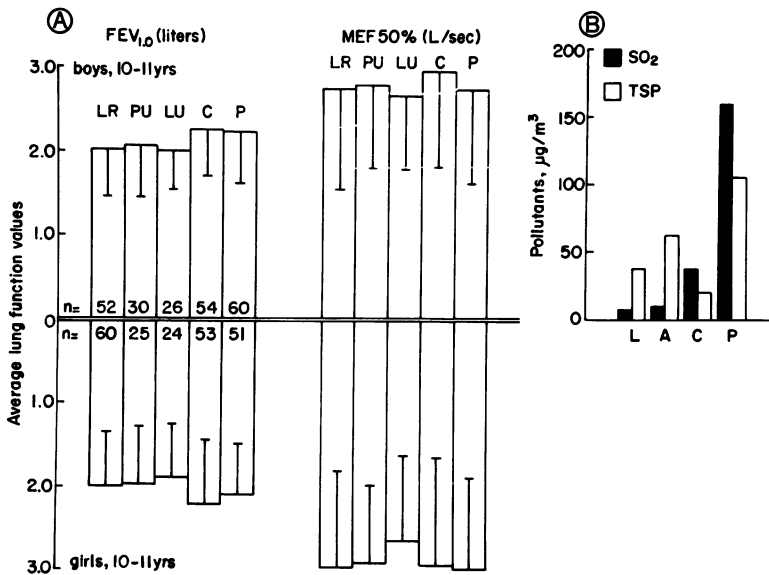 A
FEV1.0 (liters)
MEF 50% (L/sec)
3.0
boys, 10-11yrs
LR PU LU C P
LR PU LU C P
2.0
1.0
n= 52 30 26 54 60
0
n= 60 25 24 53 51
1.0
2.0
3.0
girls, 10-11yrs
Average lung function values
B
200
SO2
TSP
150
100
50
0
L A C P
Pollutants, µg/m3